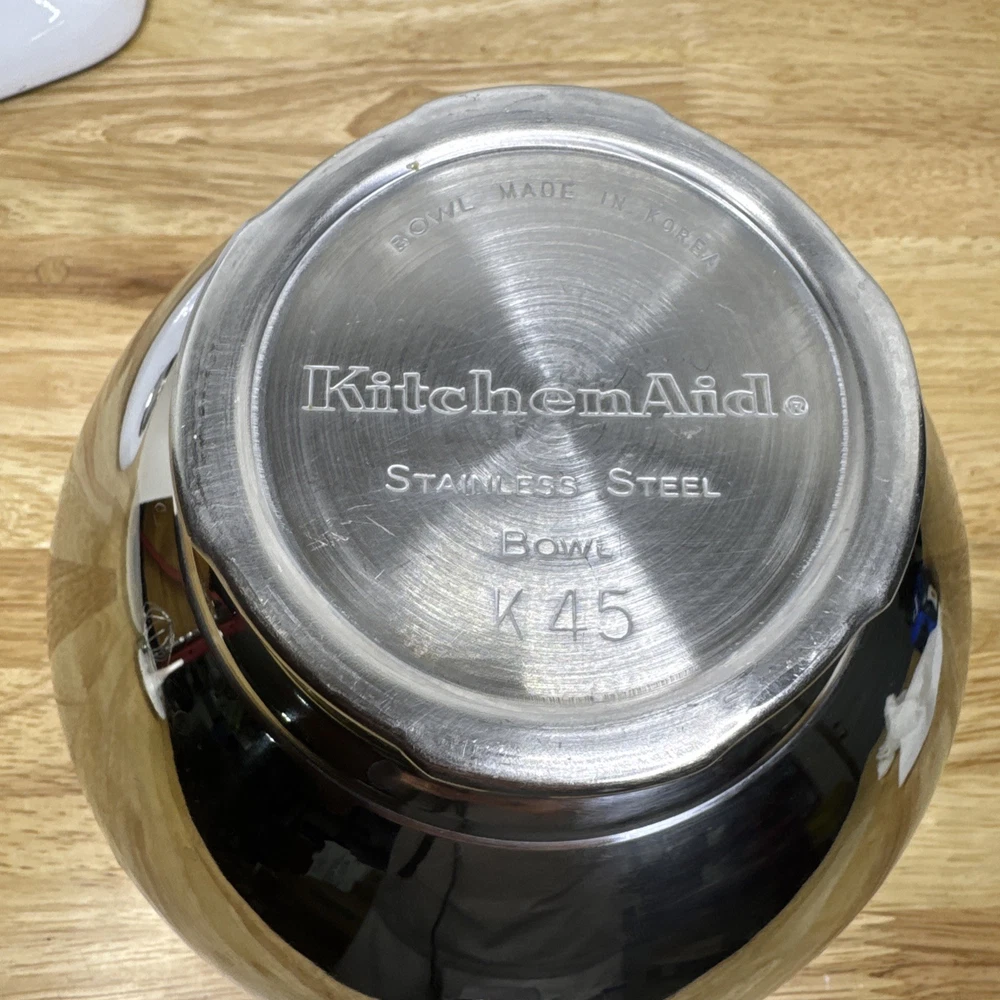 BOWL MADE IN KOREA
KitchenAid®
STAINLESS STEEL
BOWL
K45